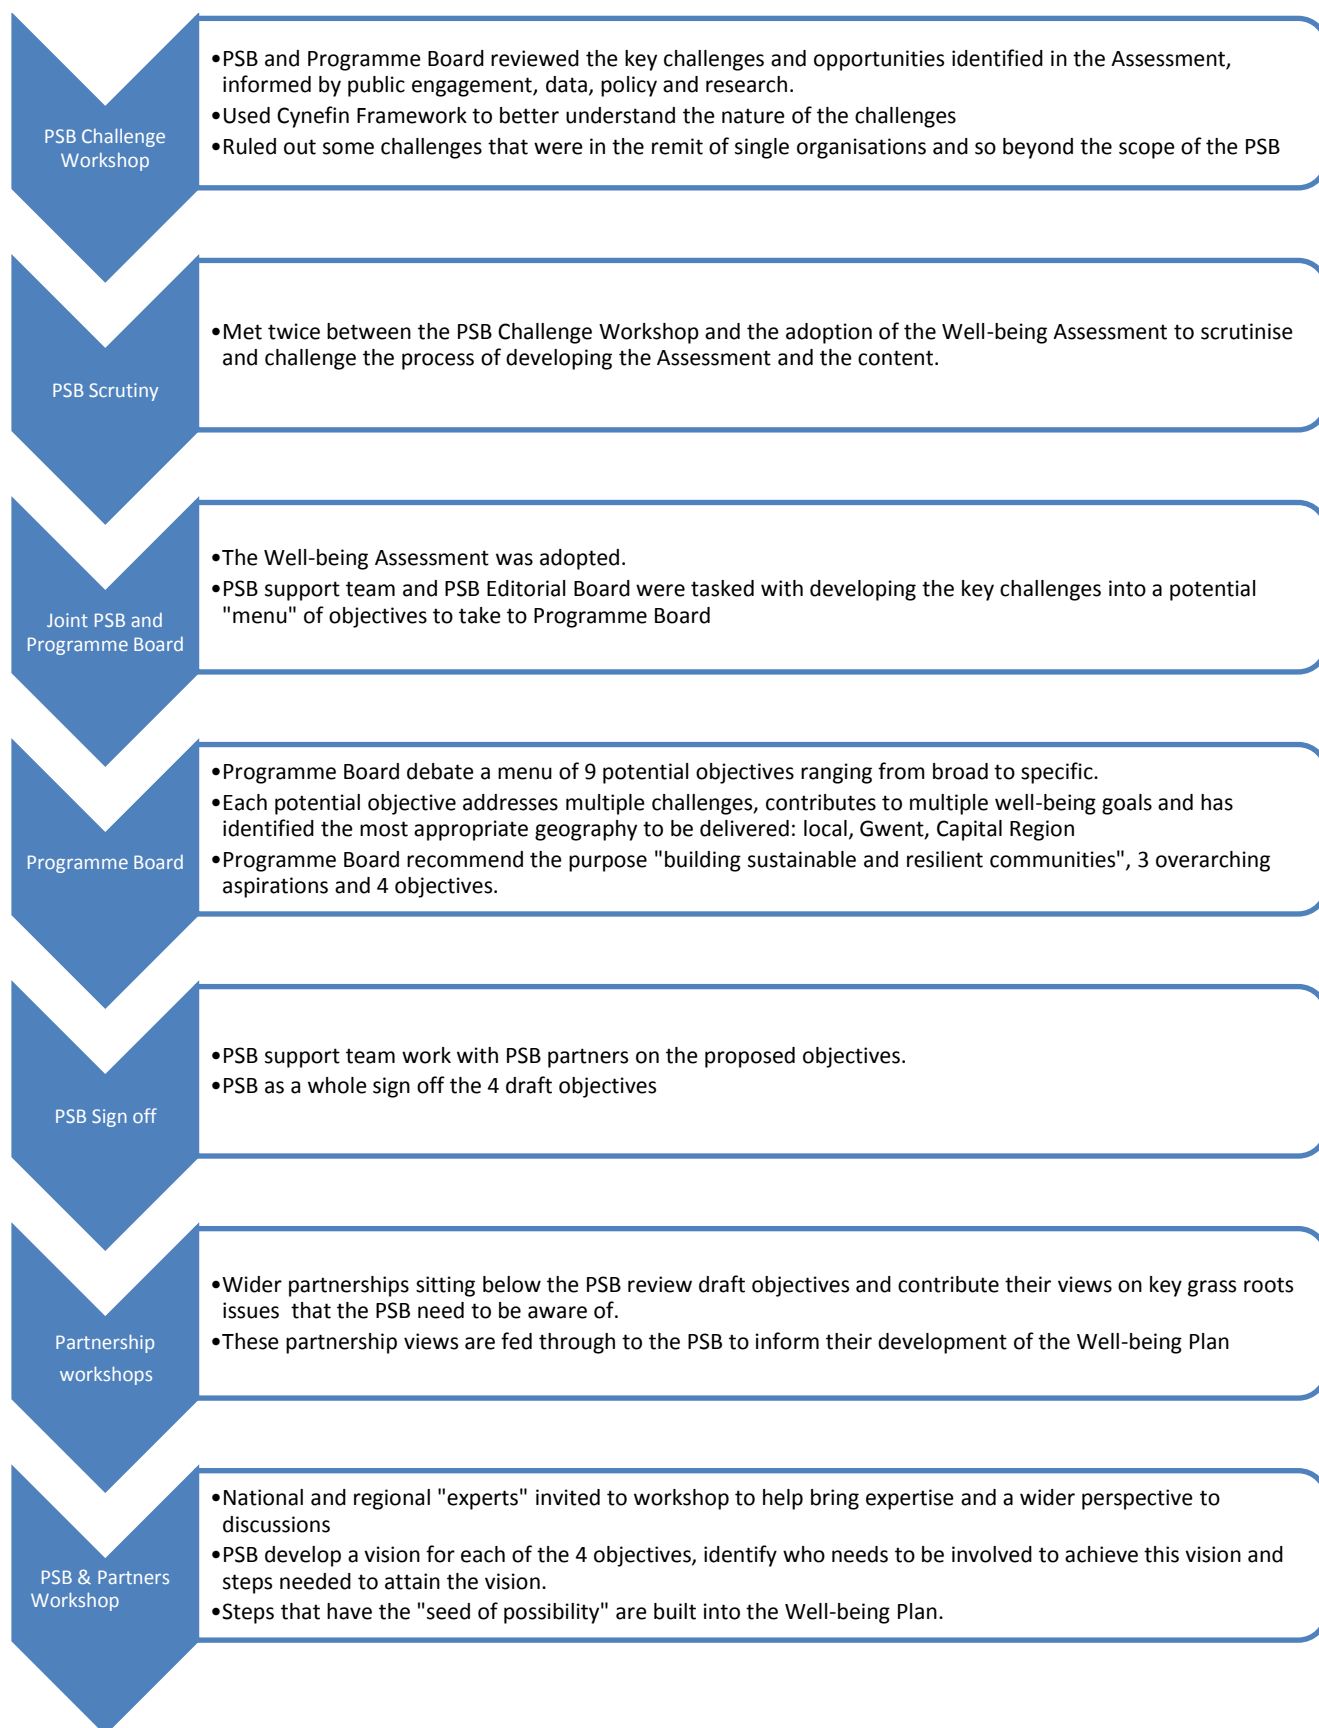 PSB Challenge
Workshop
•PSB and Programme Board reviewed the key challenges and opportunities identified in the Assessment,
informed by public engagement, data, policy and research.
•Used Cynefin Framework to better understand the nature of the challenges
•Ruled out some challenges that were in the remit of single organisations and so beyond the scope of the PSB
PSB Scrutiny
•Met twice between the PSB Challenge Workshop and the adoption of the Well-being Assessment to scrutinise
and challenge the process of developing the Assessment and the content.
Joint PSB and
Programme Board
•The Well-being Assessment was adopted.
•PSB support team and PSB Editorial Board were tasked with developing the key challenges into a potential
"menu" of objectives to take to Programme Board
Programme Board
•Programme Board debate a menu of 9 potential objectives ranging from broad to specific.
•Each potential objective addresses multiple challenges, contributes to multiple well-being goals and has
identified the most appropriate geography to be delivered: local, Gwent, Capital Region
•Programme Board recommend the purpose "building sustainable and resilient communities", 3 overarching
aspirations and 4 objectives.
PSB Sign off
•PSB support team work with PSB partners on the proposed objectives.
•PSB as a whole sign off the 4 draft objectives
Partnership
workshops
•Wider partnerships sitting below the PSB review draft objectives and contribute their views on key grass roots
issues that the PSB need to be aware of.
•These partnership views are fed through to the PSB to inform their development of the Well-being Plan
PSB & Partners
Workshop
•National and regional "experts" invited to workshop to help bring expertise and a wider perspective to
discussions
•PSB develop a vision for each of the 4 objectives, identify who needs to be involved to achieve this vision and
steps needed to attain the vision.
•Steps that have the "seed of possibility" are built into the Well-being Plan.